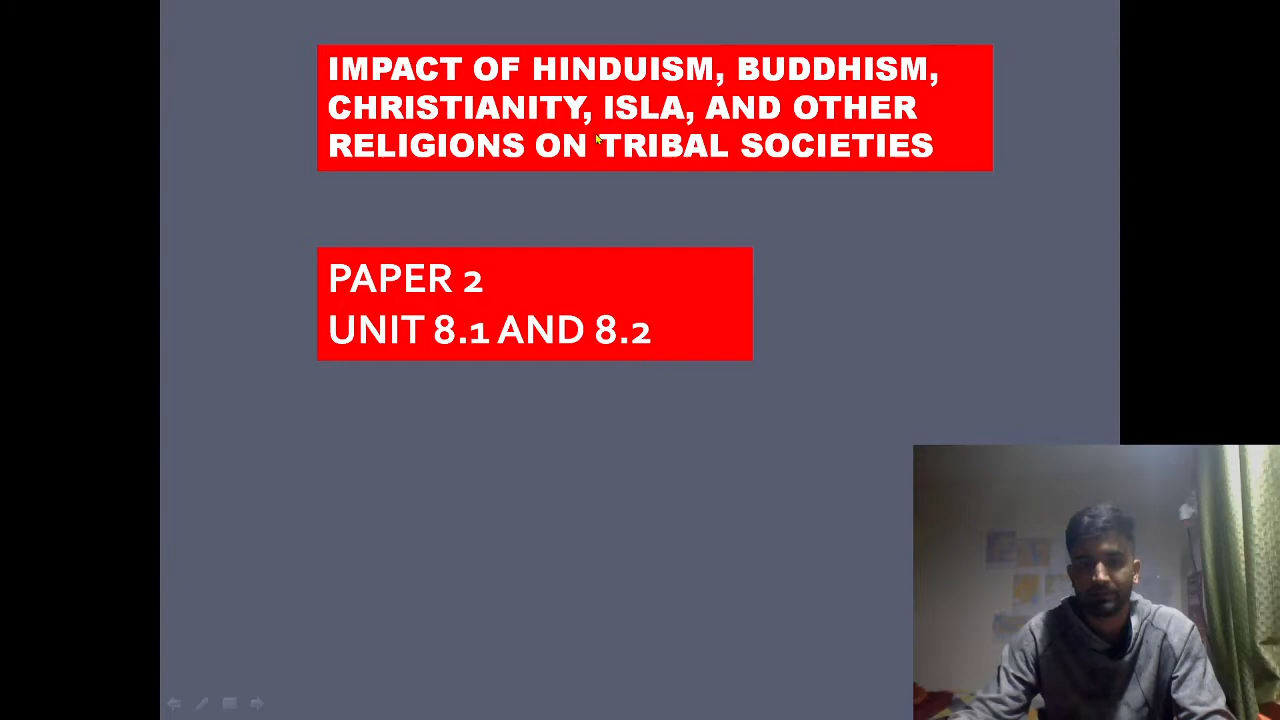 IMPACT OF HINDUISM, BUDDHISM,
CHRISTIANITY, ISLA, AND OTHER
RELIGIONS ON TRIBAL SOCIETIES
PAPER 2
UNIT 8.1 AND 8.2